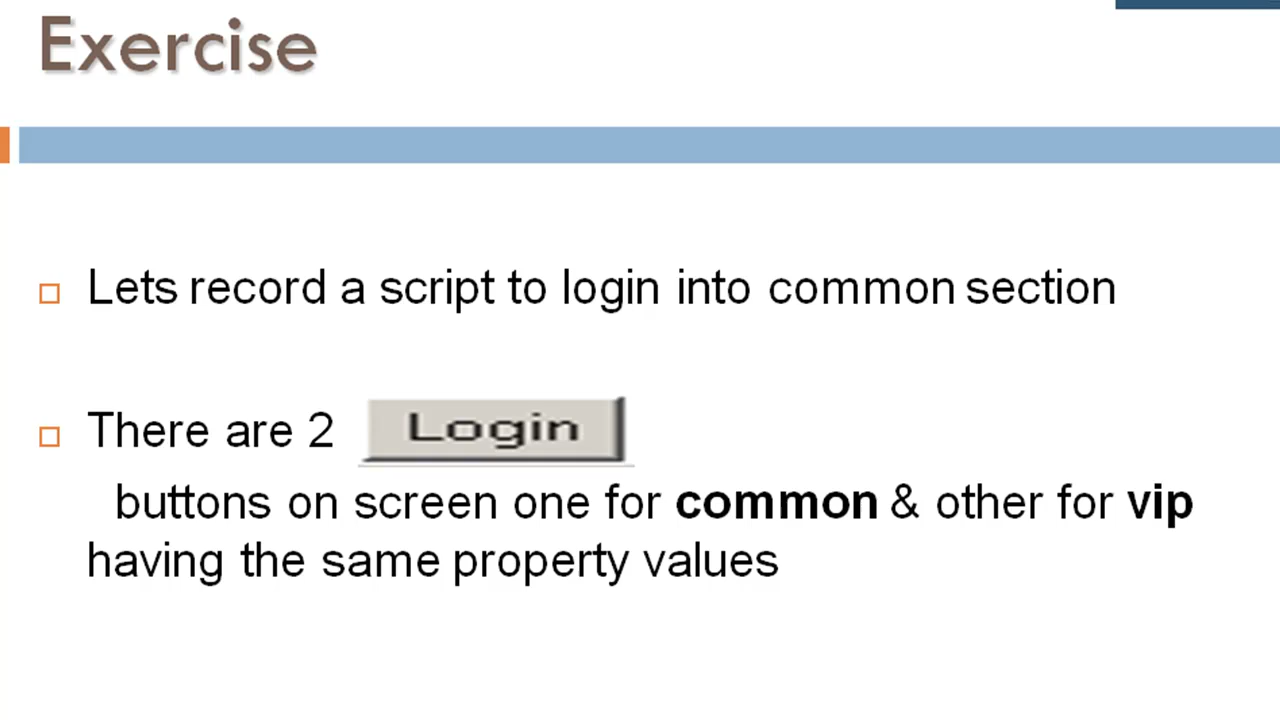 Exercise
Lets record a script to login into common section
There are 2 Login
buttons on screen one for common & other for vip
having the same property values